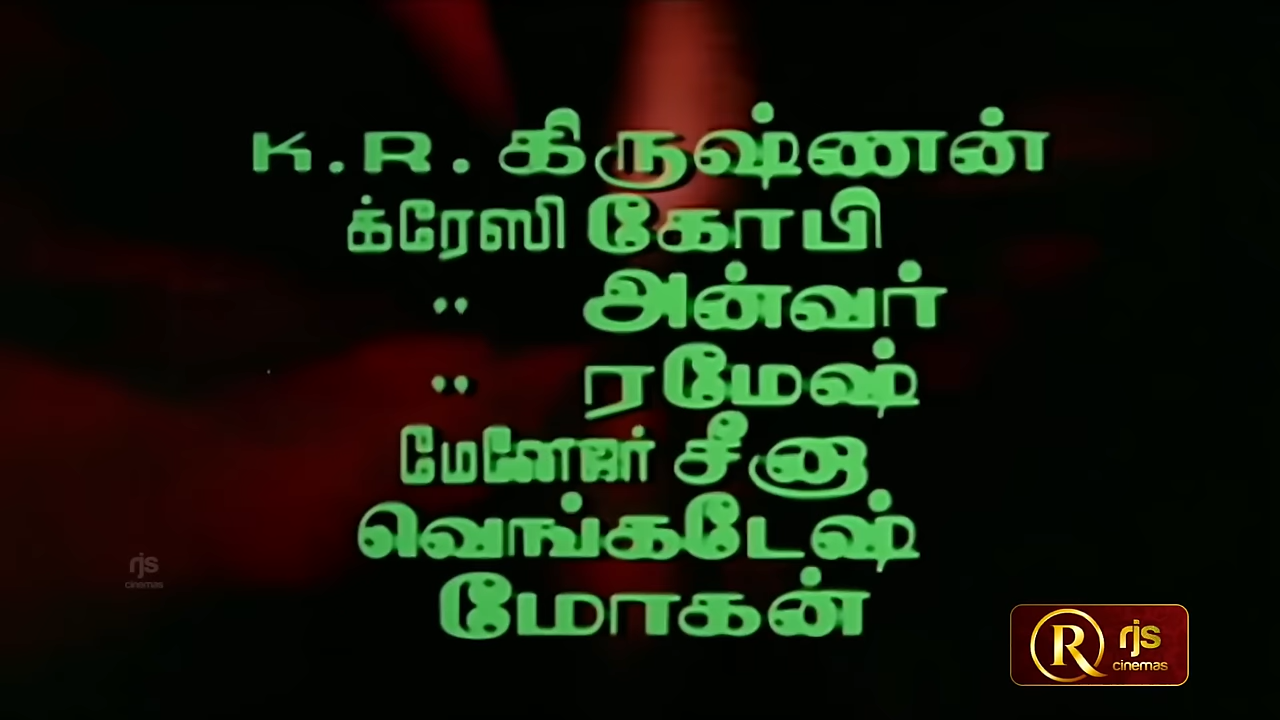 K.R. கிருஷ்ணன்
க்ரேஸி கோபி
" அன்வர்
" ரமேஷ்
மேனேஜர் சீனு
வெங்கடேஷ்
மோகன்
rjs
cinemas
R rjs
cinemas